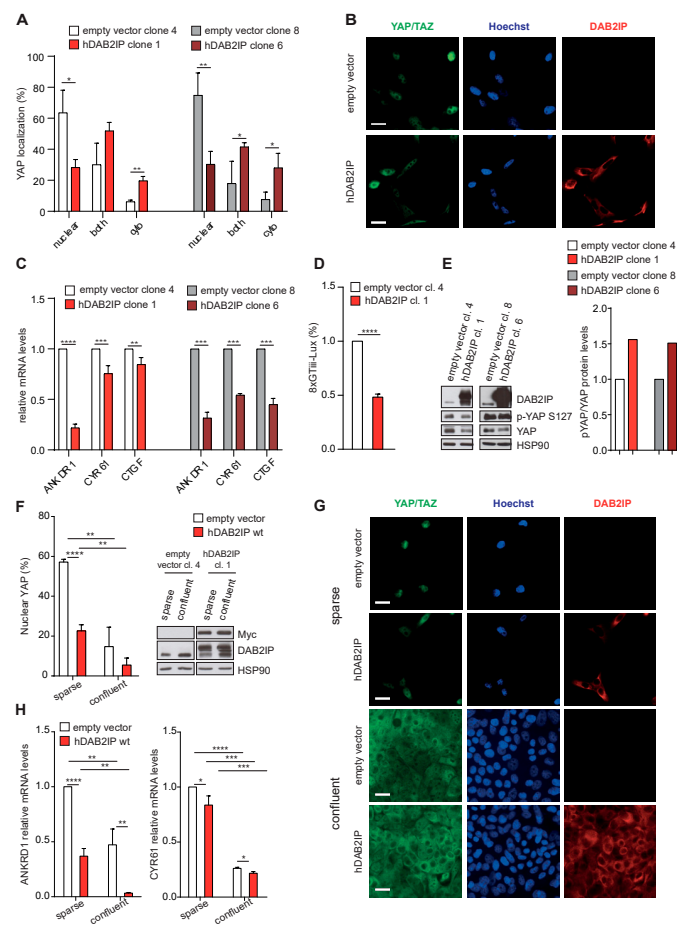 A
empty vector clone 4
hDAB2IP clone 1
empty vector clone 8
hDAB2IP clone 6
YAP localization (%)
100
80
60
40
20
0
*
**
**
*
*
nuclear
both
cyto
nuclear
both
cyto
B
YAP/TAZ
Hoechst
DAB2IP
empty vector
hDAB2IP
C
empty vector clone 4
hDAB2IP clone 1
empty vector clone 8
hDAB2IP clone 6
relative mRNA levels
1.5
1.0
0.5
0.0
****
***
**
***
***
***
ANKDR1
CYR61
CTGF
ANKDR1
CYR61
CTGF
D
empty vector cl. 4
hDAB2IP cl. 1
8xGTiii-Lux (%)
1.5
1.0
0.5
0.0
****
E
empty vector cl. 4
hDAB2IP cl. 1
empty vector cl. 8
hDAB2IP cl. 6
DAB2IP
p-YAP S127
YAP
HSP90
empty vector clone 4
hDAB2IP clone 1
empty vector clone 8
hDAB2IP clone 6
pYAP/YAP protein levels
2.0
1.5
1.0
0.5
0.0
F
empty vector
hDAB2IP wt
Nuclear YAP (%)
80
60
40
20
0
**
**
****
sparse
confluent
empty vector cl. 4
hDAB2IP cl. 1
sparse
confluent
sparse
confluent
Myc
DAB2IP
HSP90
G
YAP/TAZ
Hoechst
DAB2IP
sparse
empty vector
hDAB2IP
confluent
empty vector
hDAB2IP
H
empty vector
hDAB2IP wt
ANKRD1 relative mRNA levels
1.5
1.0
0.5
0.0
**
**
****
**
sparse
confluent
CYR61 relative mRNA levels
1.5
1.0
0.5
0.0
****
***
***
*
*
sparse
confluent